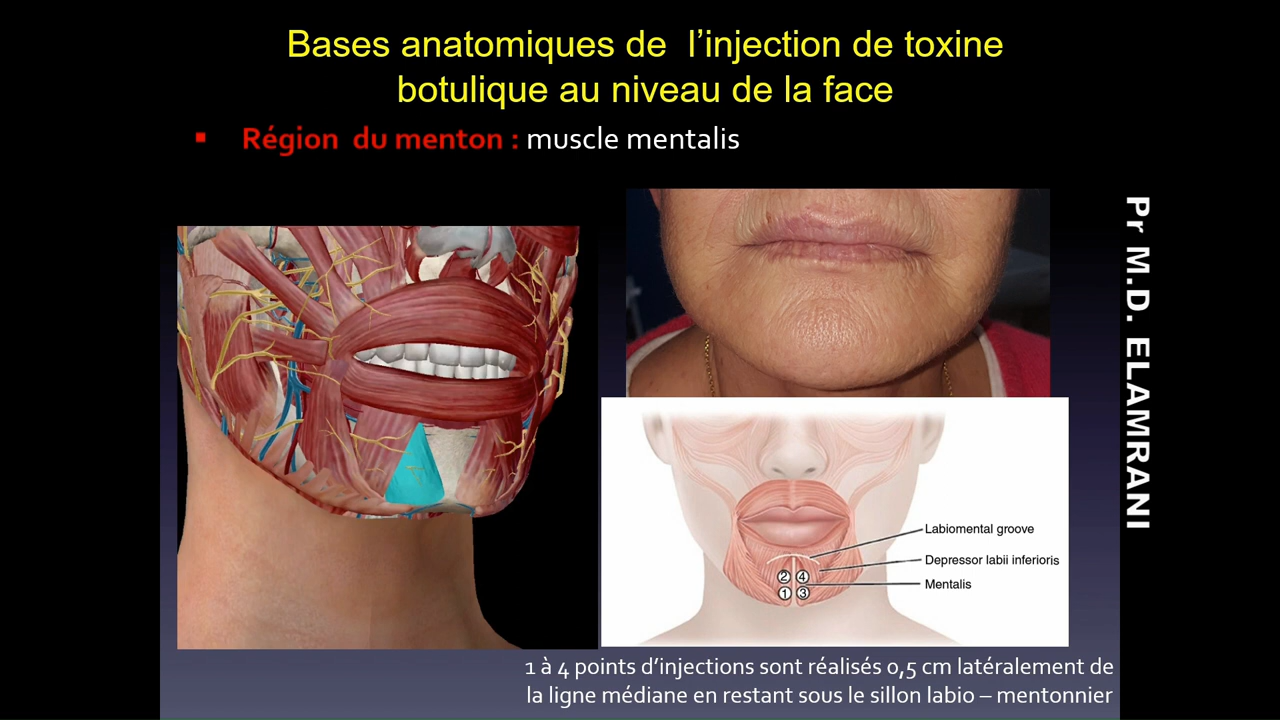 Bases anatomiques de l’injection de toxine
botulique au niveau de la face
▪ Région du menton : muscle mentalis
Pr M.D. ELAMRANI
Labiomental groove
Depressor labii inferioris
Mentalis
2 4
1 3
1 à 4 points d’injections sont réalisés 0,5 cm latéralement de
la ligne médiane en restant sous le sillon labio – mentonnier